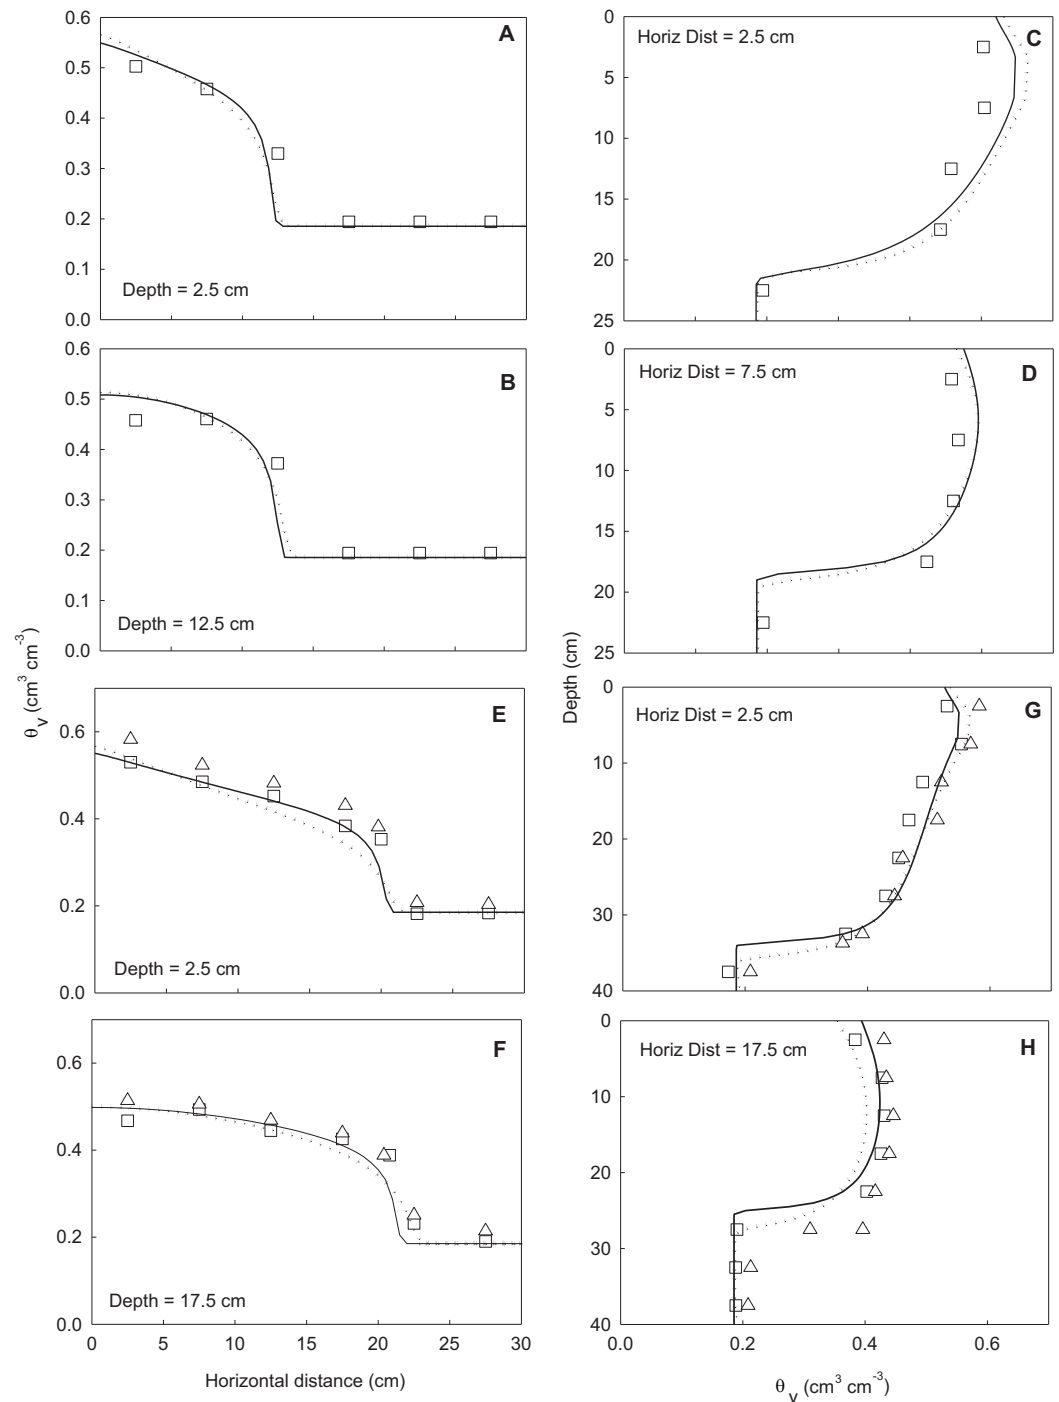 0.6
0.5
0.4
0.3
0.2
0.1
0.0
A
Depth = 2.5 cm
0
5
10
15
20
25
Horiz Dist = 2.5 cm
C
0.6
0.5
0.4
0.3
0.2
0.1
0.0
B
Depth = 12.5 cm
0
5
10
15
20
25
Horiz Dist = 7.5 cm
D
θv (cm³ cm⁻³)
Depth (cm)
0.6
0.4
0.2
0.0
E
Depth = 2.5 cm
0
10
20
30
40
Horiz Dist = 2.5 cm
G
0.6
0.4
0.2
0.0
F
Depth = 17.5 cm
0 5 10 15 20 25 30
Horizontal distance (cm)
0
10
20
30
40
Horiz Dist = 17.5 cm
H
0.0 0.2 0.4 0.6
θv (cm³ cm⁻³)